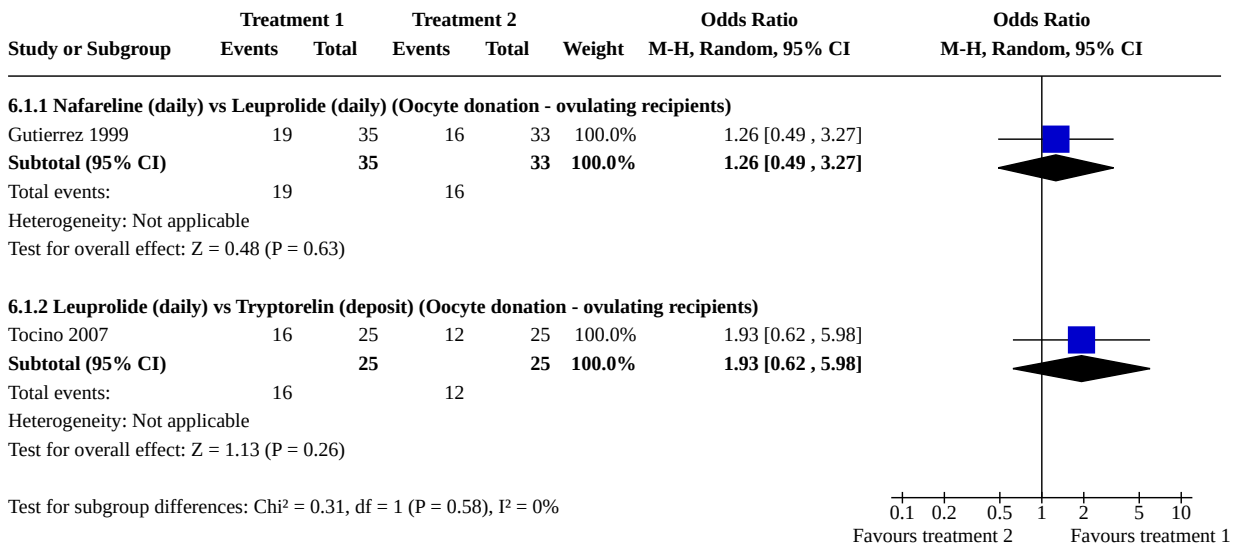 Treatment 1 Treatment 2 Odds Ratio Odds Ratio
Study or Subgroup Events Total Events Total Weight M-H, Random, 95% CI M-H, Random, 95% CI
6.1.1 Nafareline (daily) vs Leuprolide (daily) (Oocyte donation - ovulating recipients)
Gutierrez 1999 19 35 16 33 100.0% 1.26 [0.49 , 3.27]
Subtotal (95% CI) 35 33 100.0% 1.26 [0.49 , 3.27]
Total events: 19 16
Heterogeneity: Not applicable
Test for overall effect: Z = 0.48 (P = 0.63)
6.1.2 Leuprolide (daily) vs Tryptorelin (deposit) (Oocyte donation - ovulating recipients)
Tocino 2007 16 25 12 25 100.0% 1.93 [0.62 , 5.98]
Subtotal (95% CI) 25 25 100.0% 1.93 [0.62 , 5.98]
Total events: 16 12
Heterogeneity: Not applicable
Test for overall effect: Z = 1.13 (P = 0.26)
Test for subgroup differences: Chi² = 0.31, df = 1 (P = 0.58), I² = 0%
0.1 0.2 0.5 1 2 5 10
Favours treatment 2 Favours treatment 1